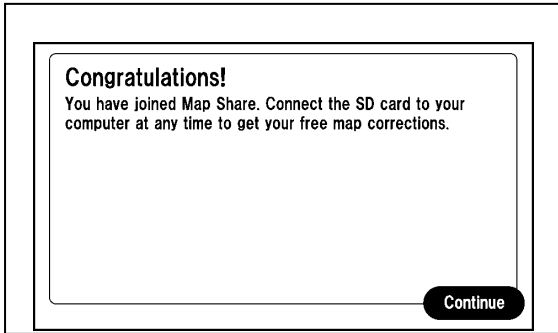 Congratulations!
You have joined Map Share. Connect the SD card to your
computer at any time to get your free map corrections.
Continue